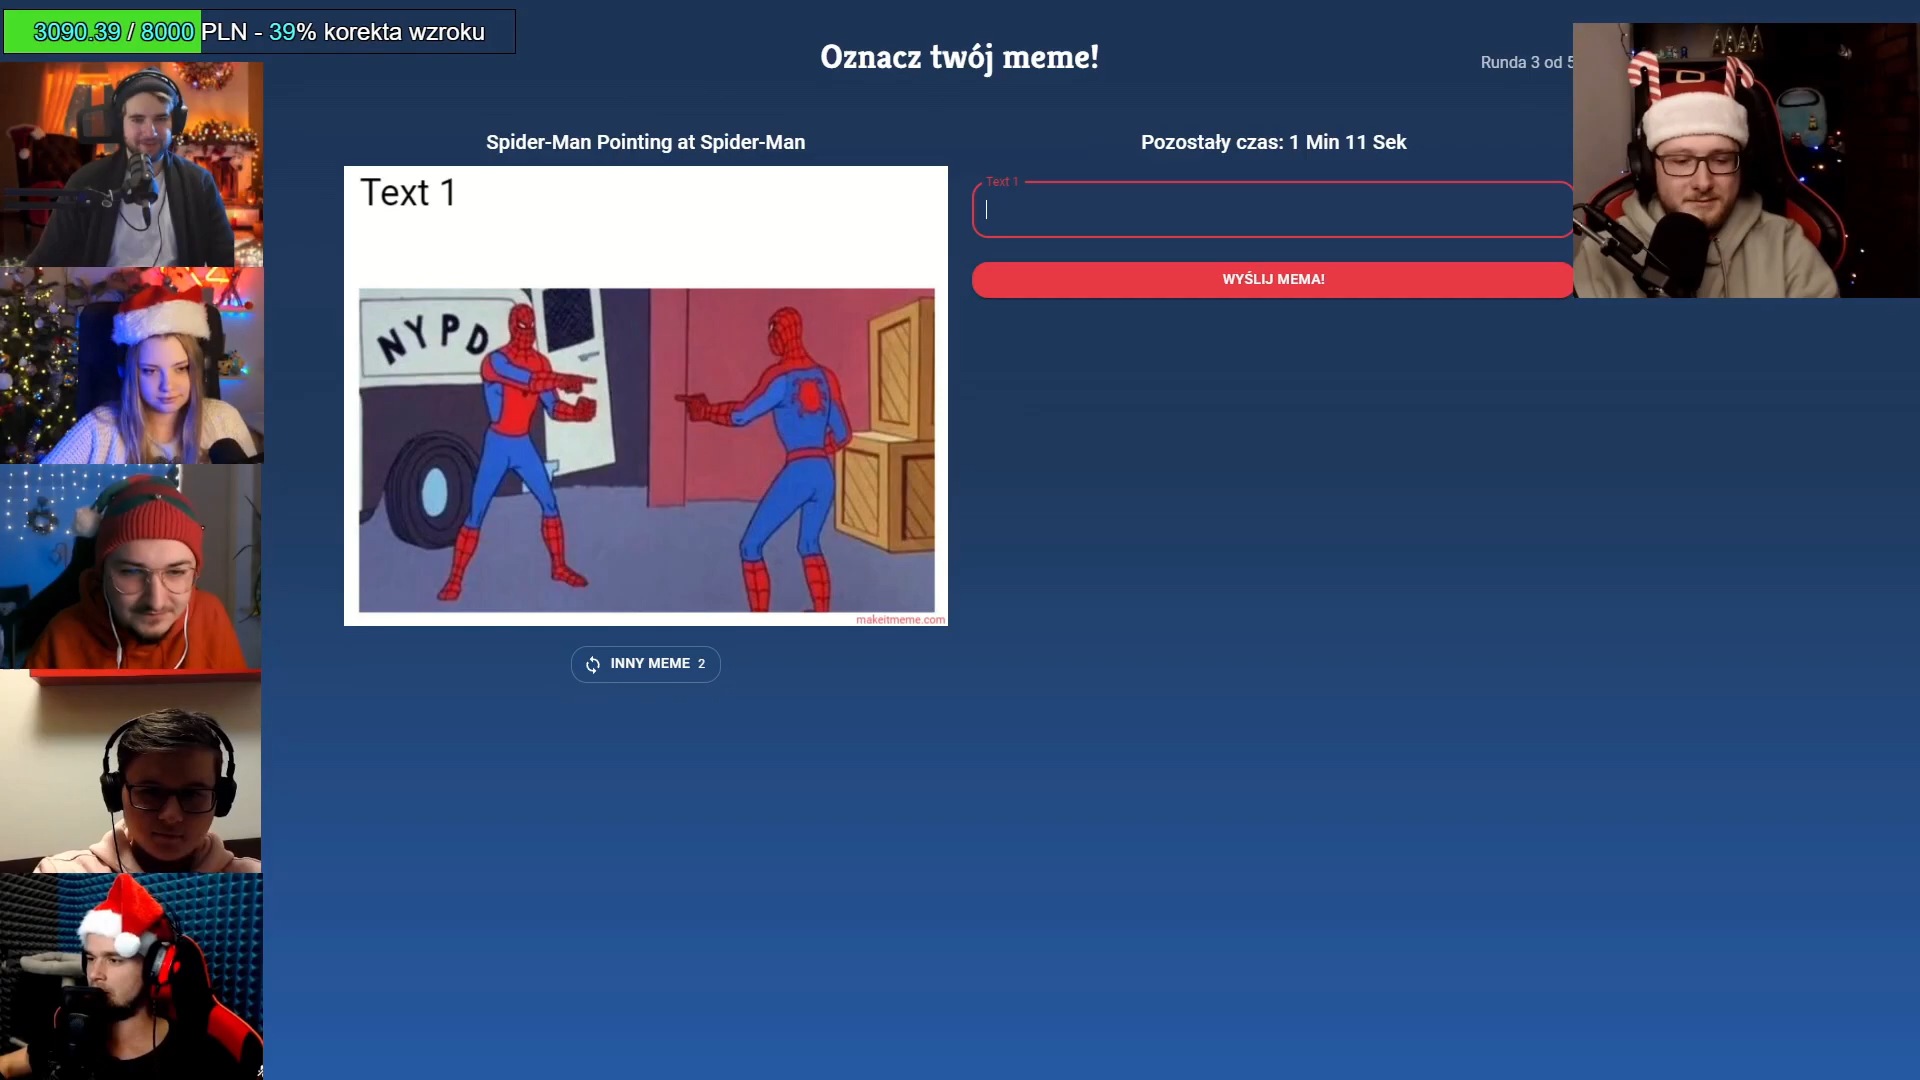 3090.39 / 8000 PLN - 39% korekta wzroku
Oznacz twój meme!
Runda 3 od 5
Spider-Man Pointing at Spider-Man
Pozostały czas: 1 Min 11 Sek
Text 1
Text 1
WYŚLIJ MEMA!
NYPD
makeitmeme.com
INNY MEME 2